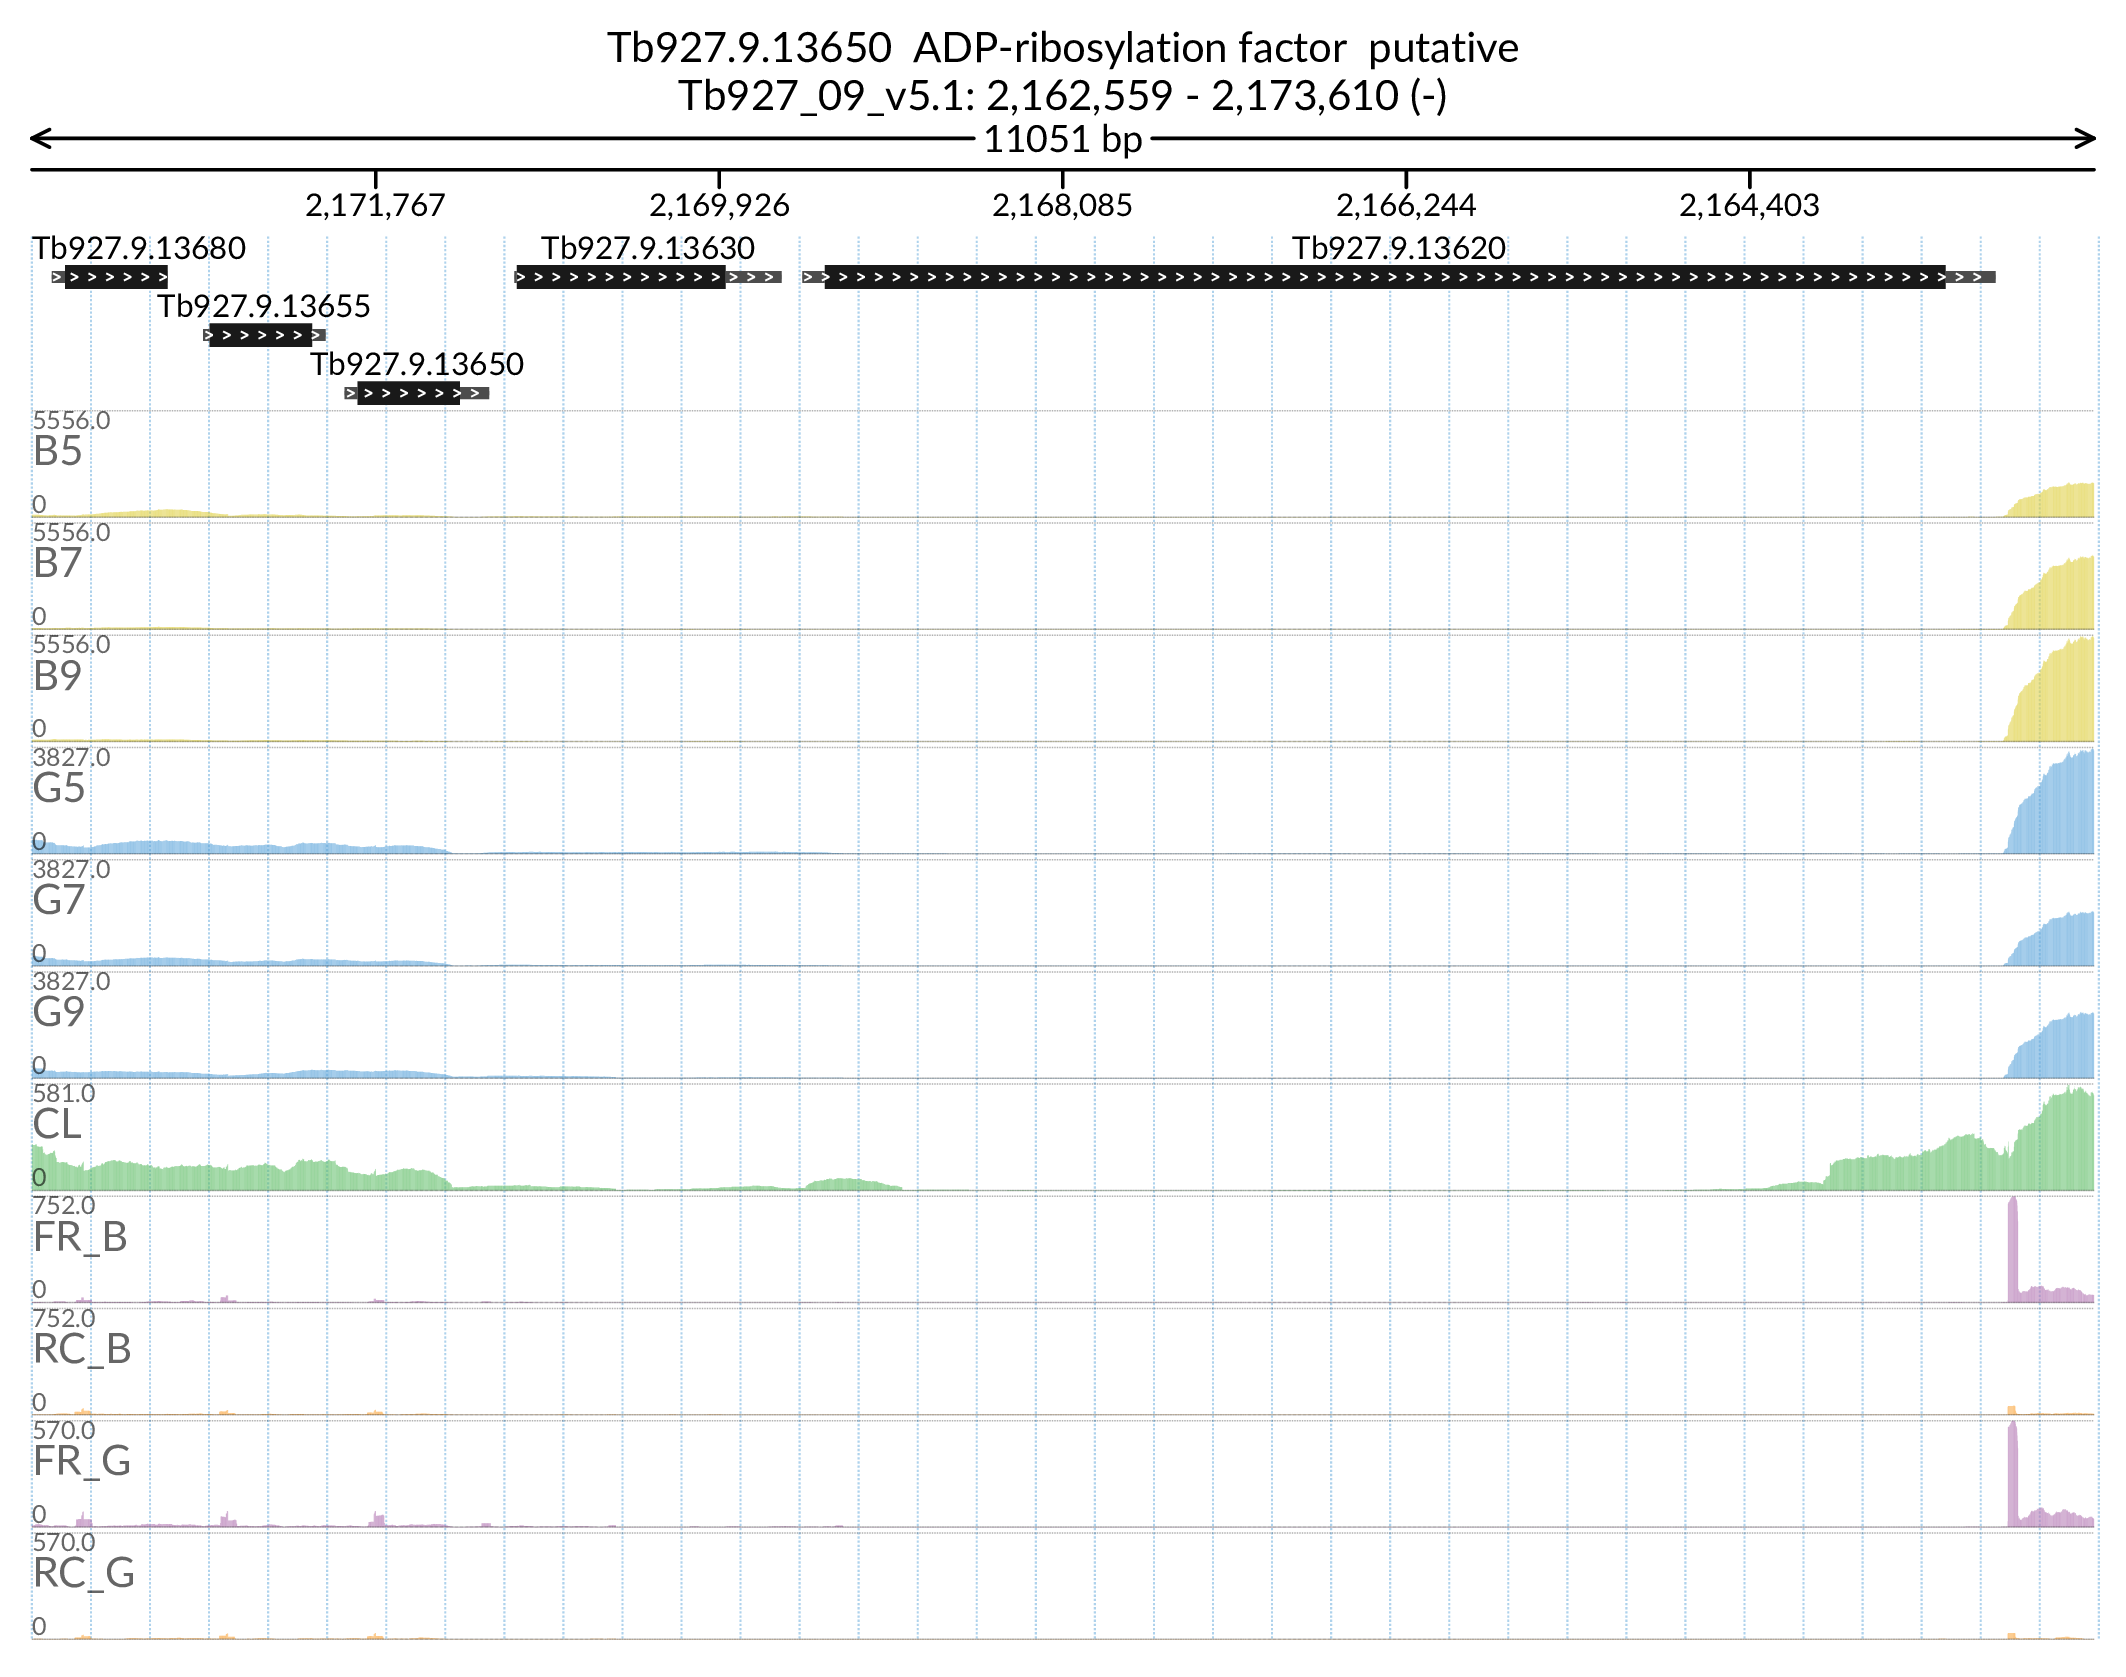 Tb927.9.13650  ADP-ribosylation factor  putative
Tb927_09_v5.1: 2,162,559 - 2,173,610 (-)
11051 bp
2,171,767 2,169,926 2,168,085 2,166,244 2,164,403
Tb927.9.13680 Tb927.9.13630 Tb927.9.13620
Tb927.9.13655
Tb927.9.13650
5556.0
B5
0
5556.0
B7
0
5556.0
B9
0
3827.0
G5
0
3827.0
G7
0
3827.0
G9
0
581.0
CL
0
752.0
FR_B
0
752.0
RC_B
0
570.0
FR_G
0
570.0
RC_G
0